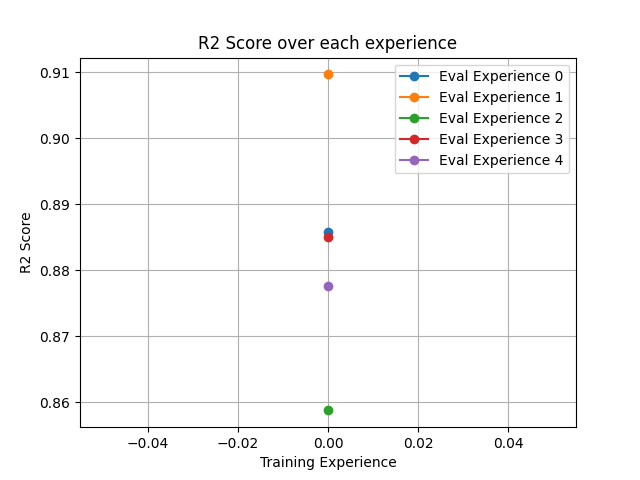 R2 Score over each experience
Eval Experience 0
Eval Experience 1
Eval Experience 2
Eval Experience 3
Eval Experience 4
R2 Score
0.91
0.90
0.89
0.88
0.87
0.86
−0.04 −0.02 0.00 0.02 0.04
Training Experience